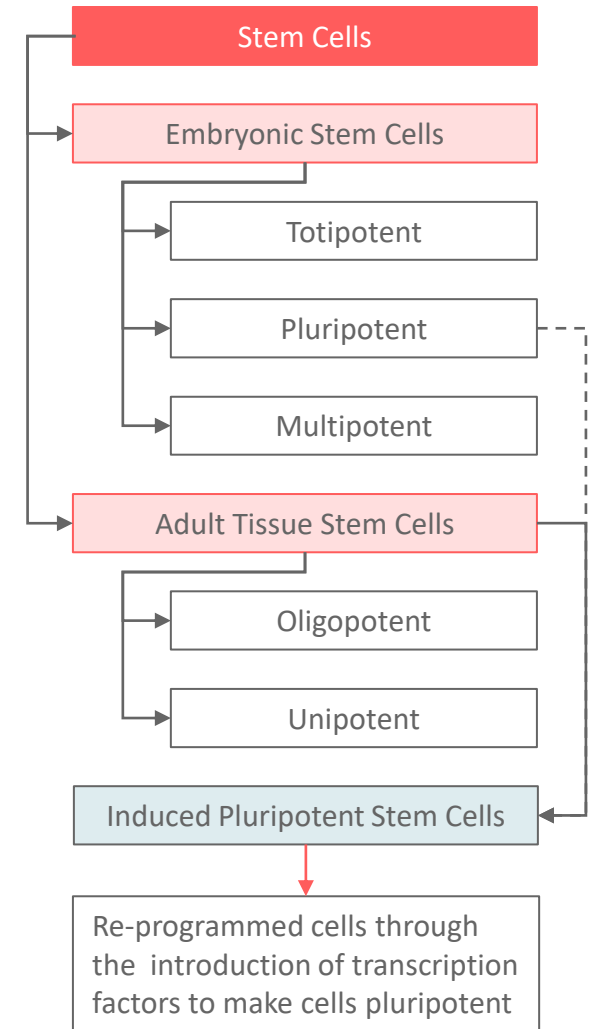 Stem Cells
Embryonic Stem Cells
Totipotent
Pluripotent
Multipotent
Adult Tissue Stem Cells
Oligopotent
Unipotent
Induced Pluripotent Stem Cells
Re-programmed cells through
the introduction of transcription
factors to make cells pluripotent